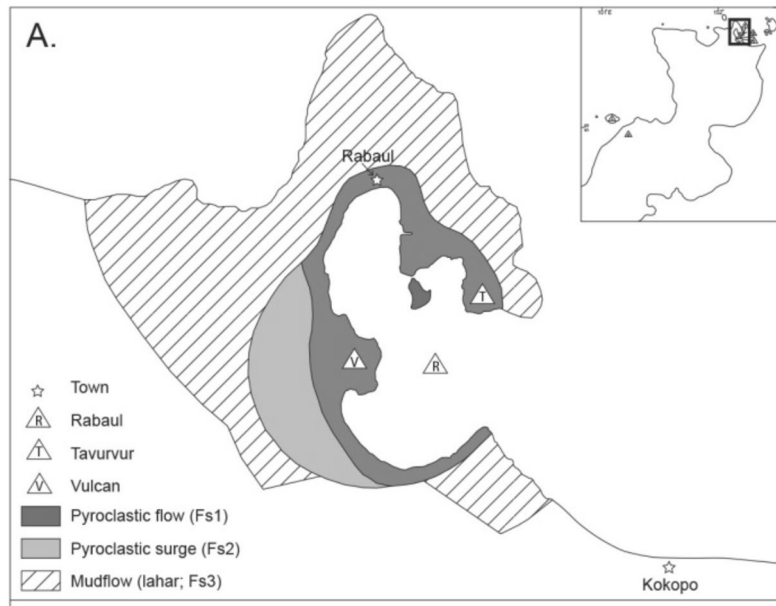 A.
Rabaul
T
V
R
Town
R Rabaul
T Tavurvur
V Vulcan
Pyroclastic flow (Fs1)
Pyroclastic surge (Fs2)
Mudflow (lahar; Fs3)
Kokopo